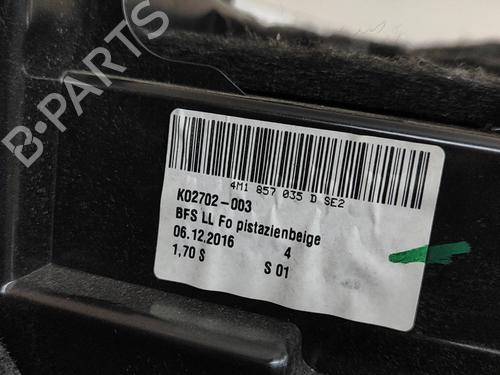 B-PARTS
4M1 857 035 D SE2
K02702-003
BFS LL Fo pistazienbeige
06.12.2016 4
1,70 S S 01